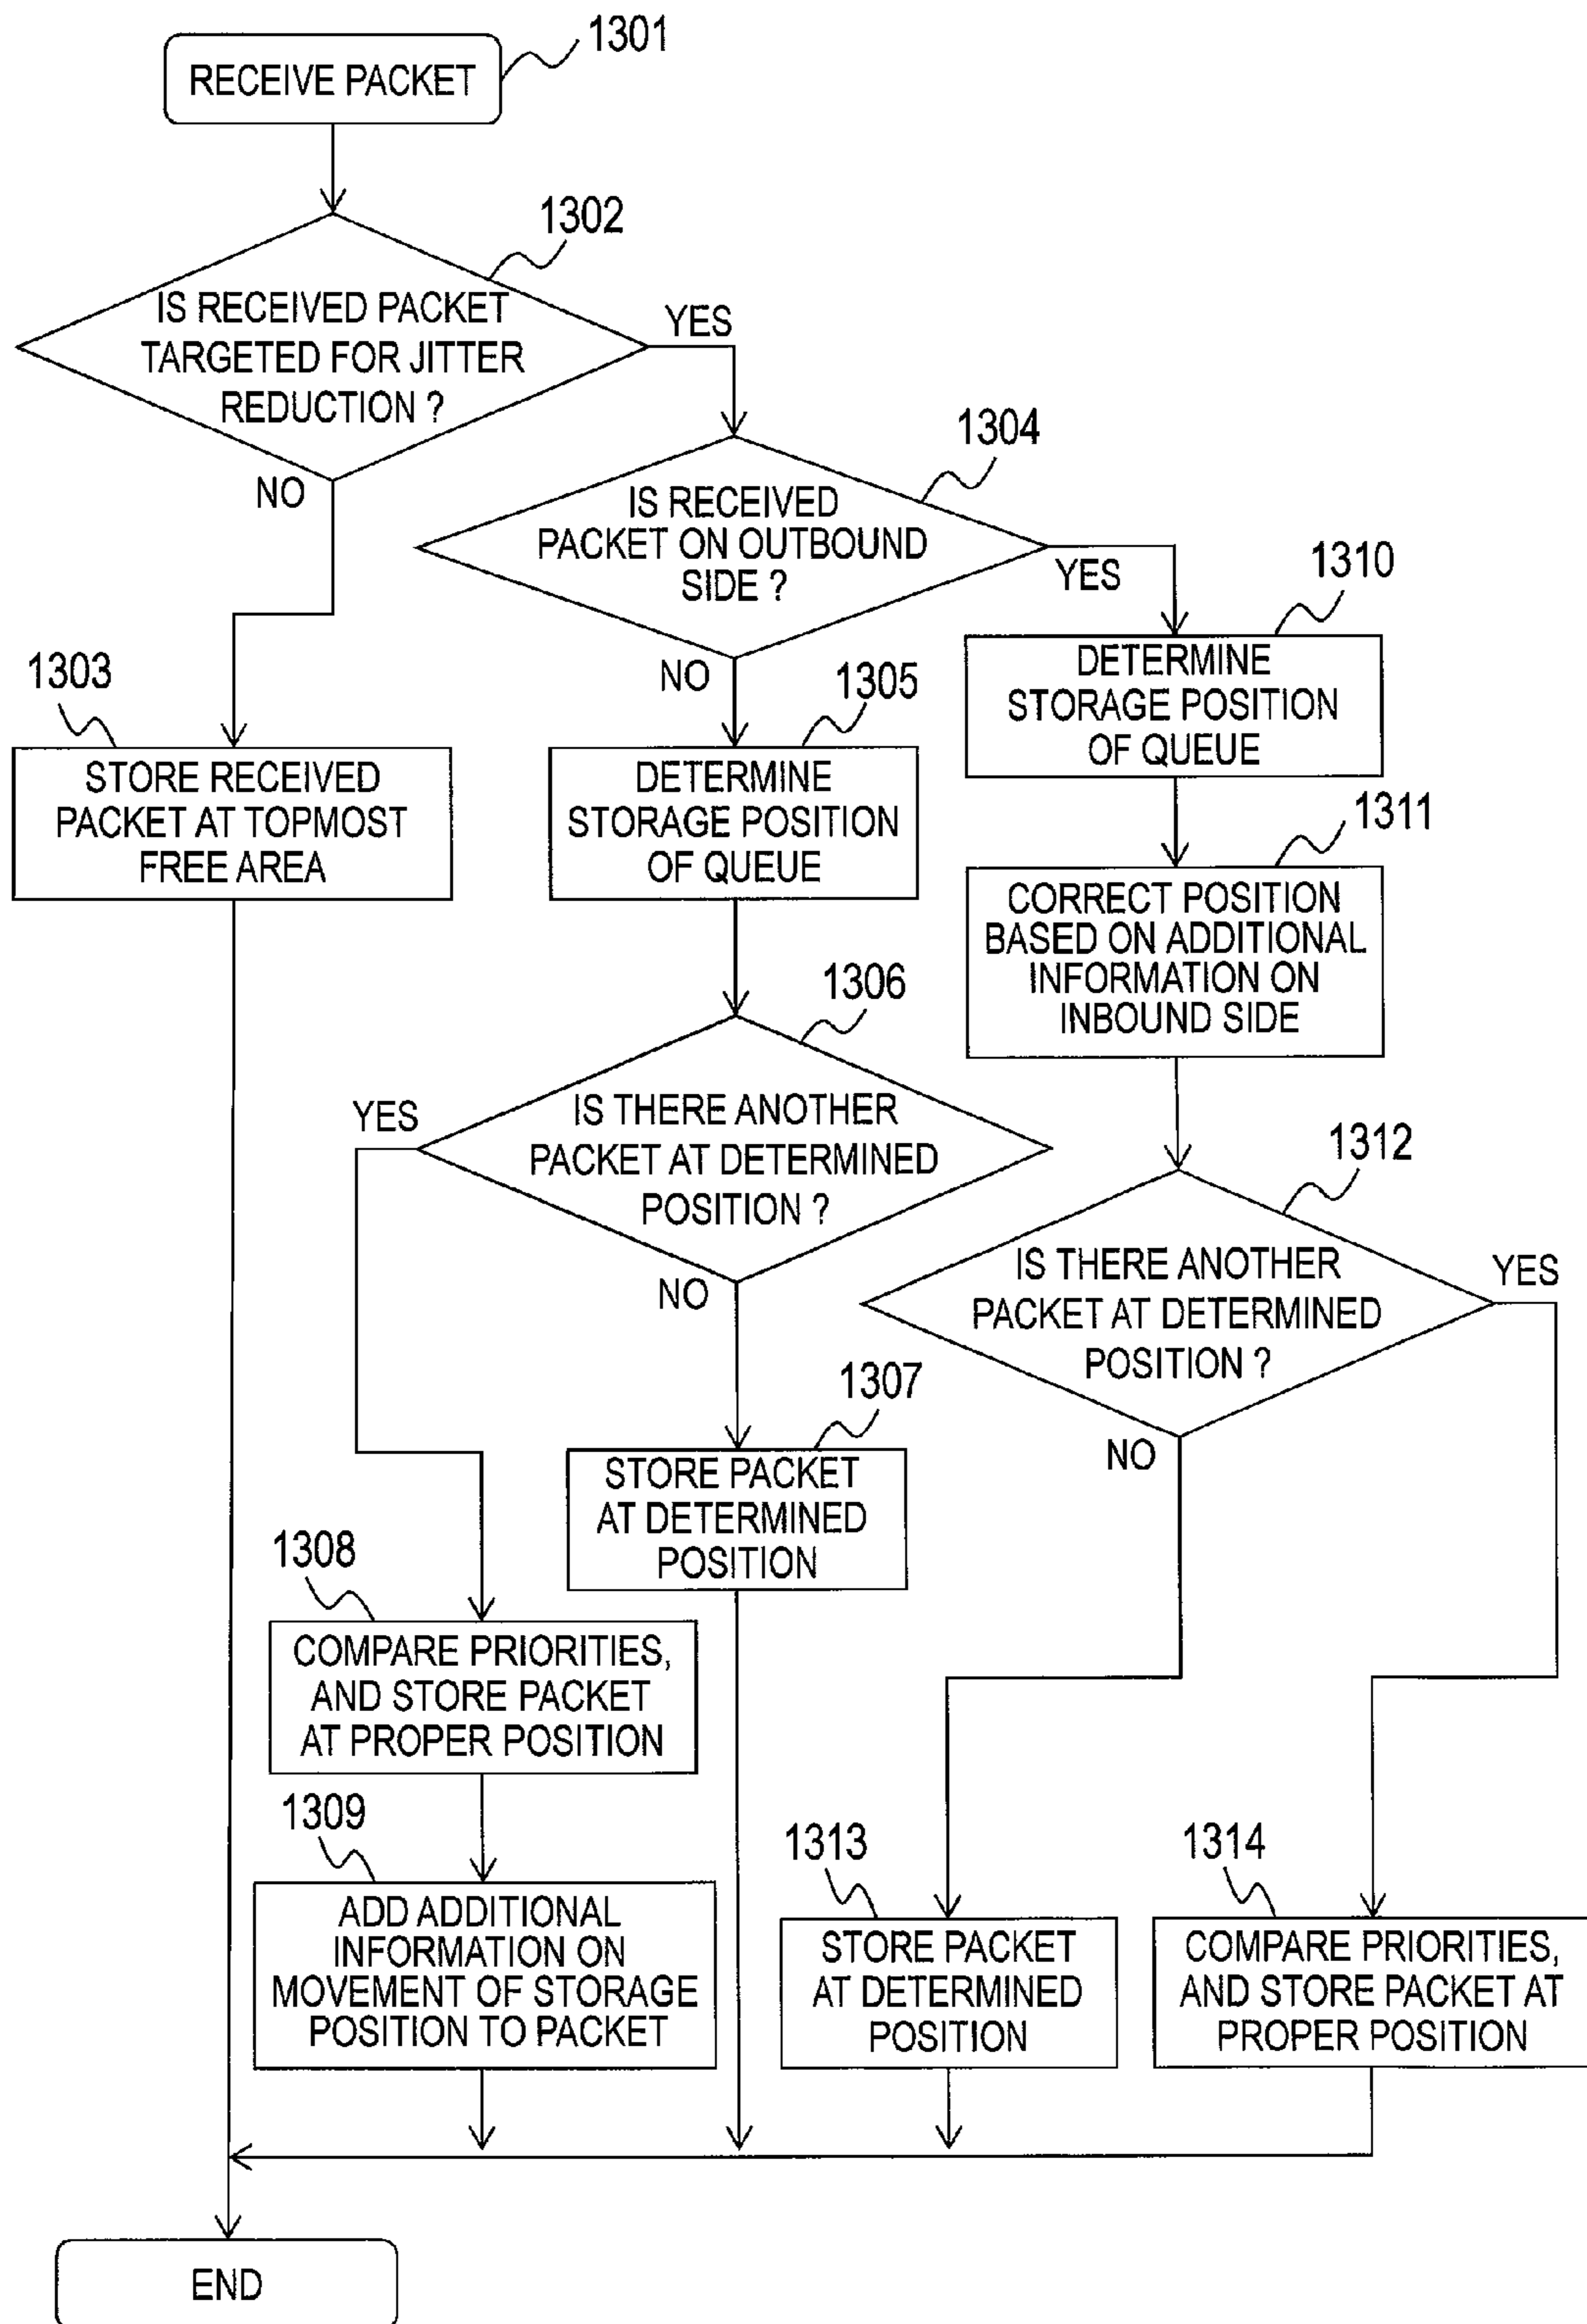 1301
RECEIVE PACKET
1302
IS RECEIVED PACKET
TARGETED FOR JITTER
REDUCTION ?
YES
NO
1304
IS RECEIVED
PACKET ON OUTBOUND
SIDE ?
YES
NO
1303
STORE RECEIVED
PACKET AT TOPMOST
FREE AREA
1305
DETERMINE
STORAGE POSITION
OF QUEUE
1310
DETERMINE
STORAGE POSITION
OF QUEUE
1311
CORRECT POSITION
BASED ON ADDITIONAL
INFORMATION ON
INBOUND SIDE
1306
IS THERE ANOTHER
PACKET AT DETERMINED
POSITION ?
YES
NO
1312
IS THERE ANOTHER
PACKET AT DETERMINED
POSITION ?
YES
NO
1307
STORE PACKET
AT DETERMINED
POSITION
1308
COMPARE PRIORITIES,
AND STORE PACKET
AT PROPER POSITION
1309
ADD ADDITIONAL
INFORMATION ON
MOVEMENT OF STORAGE
POSITION TO PACKET
1313
STORE PACKET
AT DETERMINED
POSITION
1314
COMPARE PRIORITIES,
AND STORE PACKET AT
PROPER POSITION
END